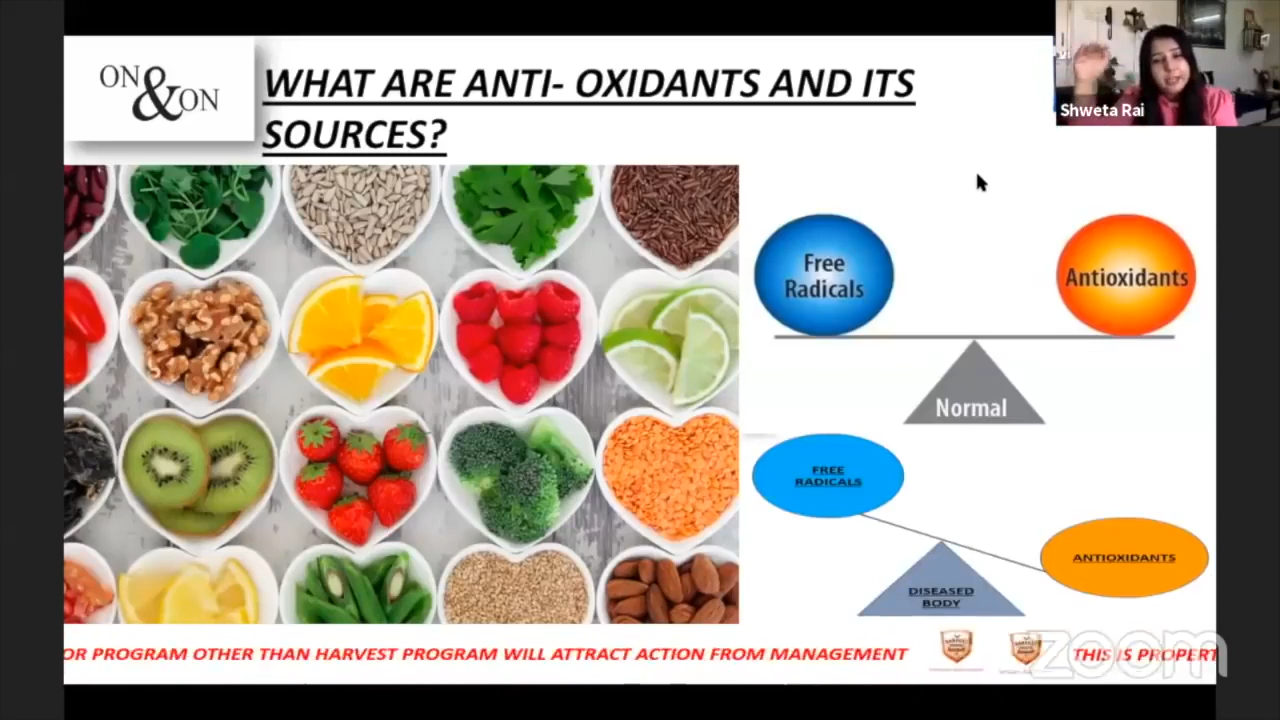 ON
&
ON
WHAT ARE ANTI- OXIDANTS AND ITS
SOURCES?
Shweta Rai
Free
Radicals
Antioxidants
Normal
FREE
RADICALS
ANTIOXIDANTS
DISEASED
BODY
OR PROGRAM OTHER THAN HARVEST PROGRAM WILL ATTRACT ACTION FROM MANAGEMENT
THIS IS PROPERT
zoom